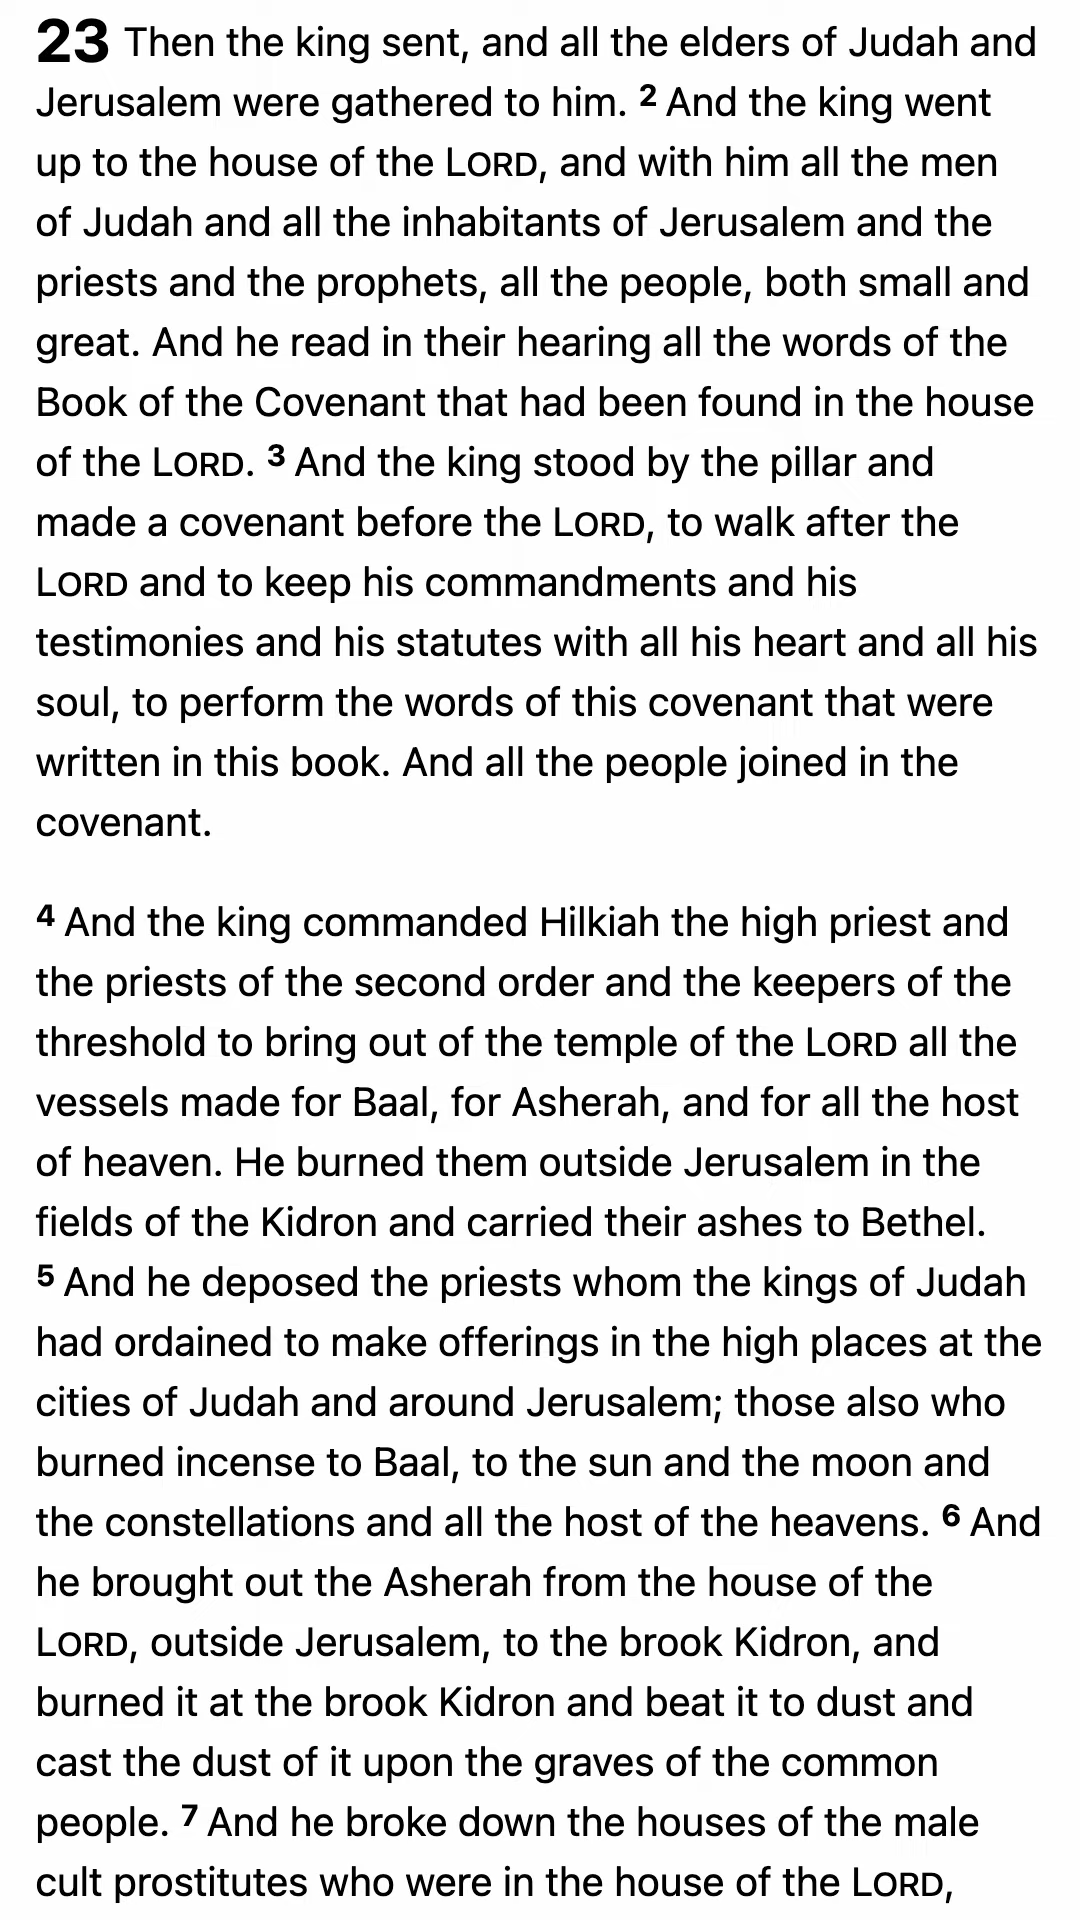 23 Then the king sent, and all the elders of Judah and
Jerusalem were gathered to him. 2 And the king went
up to the house of the LORD, and with him all the men
of Judah and all the inhabitants of Jerusalem and the
priests and the prophets, all the people, both small and
great. And he read in their hearing all the words of the
Book of the Covenant that had been found in the house
of the LORD. 3 And the king stood by the pillar and
made a covenant before the LORD, to walk after the
LORD and to keep his commandments and his
testimonies and his statutes with all his heart and all his
soul, to perform the words of this covenant that were
written in this book. And all the people joined in the
covenant.
4 And the king commanded Hilkiah the high priest and
the priests of the second order and the keepers of the
threshold to bring out of the temple of the LORD all the
vessels made for Baal, for Asherah, and for all the host
of heaven. He burned them outside Jerusalem in the
fields of the Kidron and carried their ashes to Bethel.
5 And he deposed the priests whom the kings of Judah
had ordained to make offerings in the high places at the
cities of Judah and around Jerusalem; those also who
burned incense to Baal, to the sun and the moon and
the constellations and all the host of the heavens. 6 And
he brought out the Asherah from the house of the
LORD, outside Jerusalem, to the brook Kidron, and
burned it at the brook Kidron and beat it to dust and
cast the dust of it upon the graves of the common
people. 7 And he broke down the houses of the male
cult prostitutes who were in the house of the LORD,